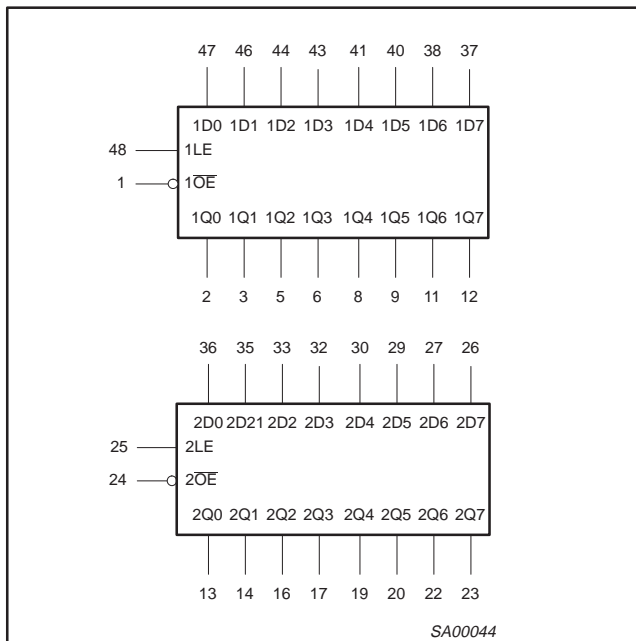 47 46 44 43 41 40 38 37
1D0 1D1 1D2 1D3 1D4 1D5 1D6 1D7
48 1LE
1 1O̅E̅
1Q0 1Q1 1Q2 1Q3 1Q4 1Q5 1Q6 1Q7
2 3 5 6 8 9 11 12
36 35 33 32 30 29 27 26
2D0 2D21 2D2 2D3 2D4 2D5 2D6 2D7
25 2LE
24 2O̅E̅
2Q0 2Q1 2Q2 2Q3 2Q4 2Q5 2Q6 2Q7
13 14 16 17 19 20 22 23
SA00044